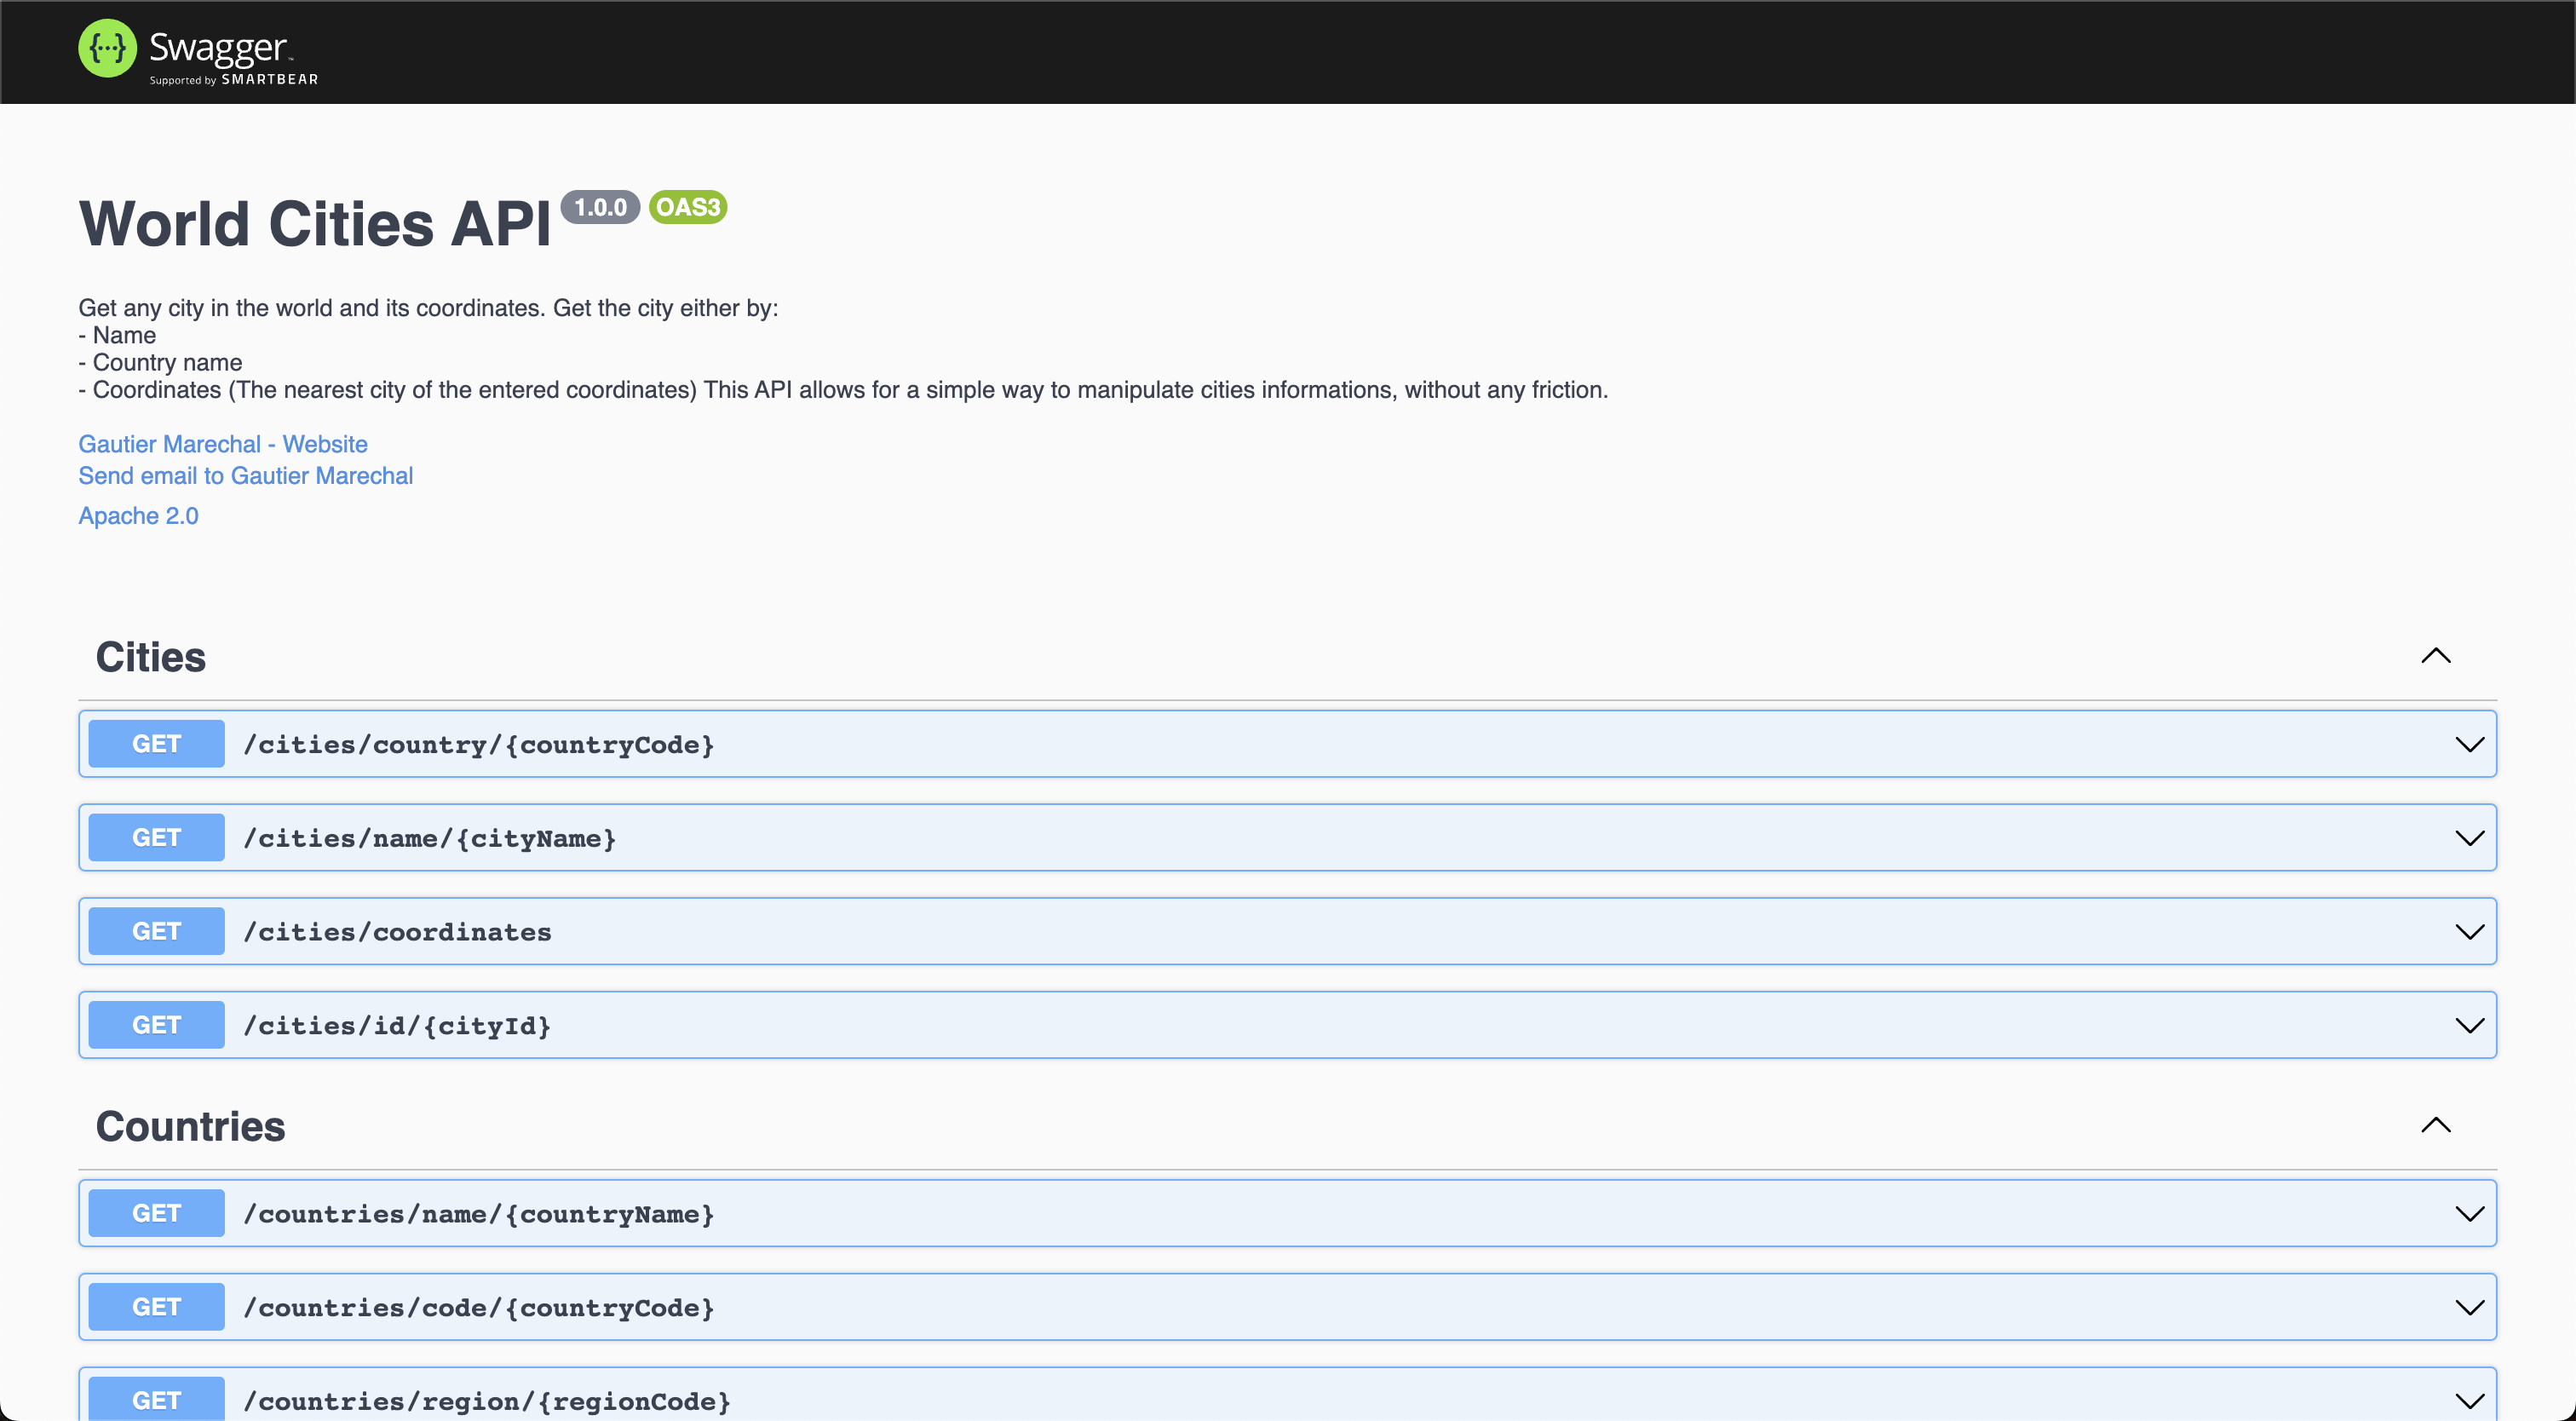 {···} Swagger™
Supported by SMARTBEAR
World Cities API 1.0.0 OAS3
Get any city in the world and its coordinates. Get the city either by:
- Name
- Country name
- Coordinates (The nearest city of the entered coordinates) This API allows for a simple way to manipulate cities informations, without any friction.
Gautier Marechal - Website
Send email to Gautier Marechal
Apache 2.0
Cities
GET /cities/country/{countryCode}
GET /cities/name/{cityName}
GET /cities/coordinates
GET /cities/id/{cityId}
Countries
GET /countries/name/{countryName}
GET /countries/code/{countryCode}
GET /countries/region/{regionCode}